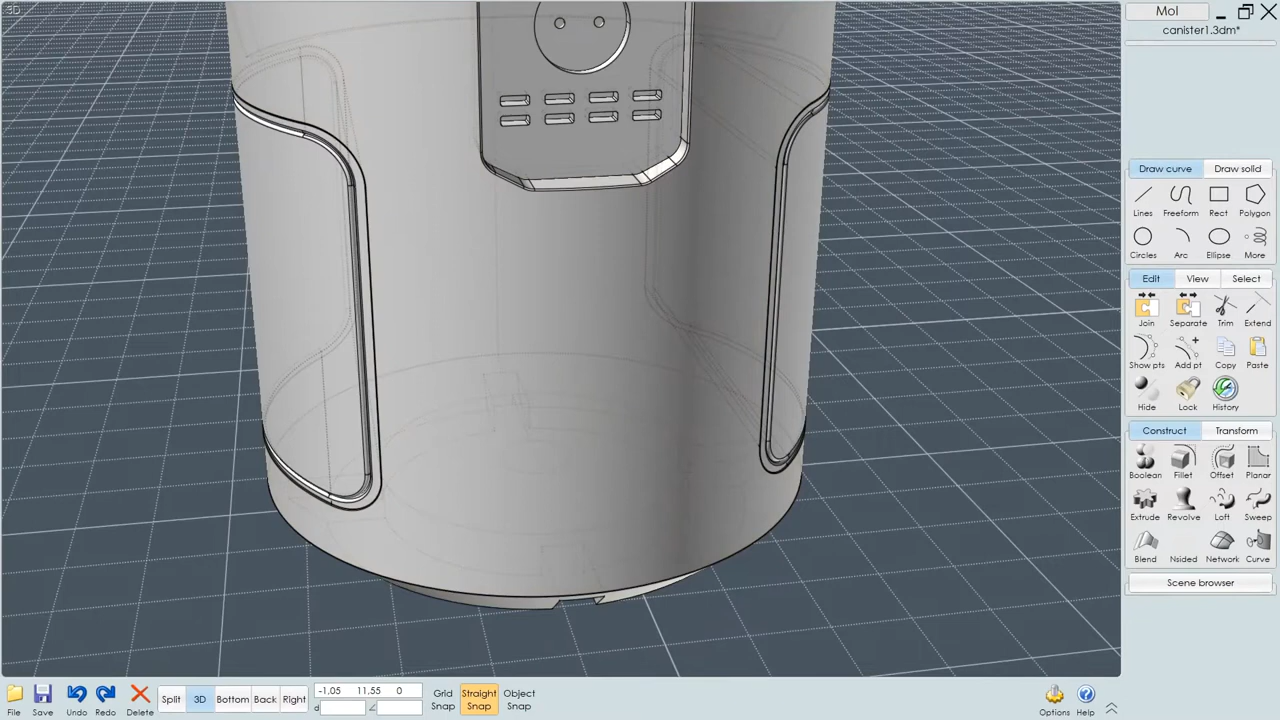 3D
MoI
canister1.3dm*
Draw curve Draw solid
Lines Freeform Rect Polygon
Circles Arc Ellipse More
Edit View Select
Join Separate Trim Extend
Show pts Add pt Copy Paste
Hide Lock History
Construct Transform
Boolean Fillet Offset Planar
Extrude Revolve Loft Sweep
Blend Nsided Network Curve
Scene browser
File Save Undo Redo Delete
Split 3D Bottom Back Right
-1.05 11.55 0
d
Grid Snap Straight Snap Object Snap
Options Help